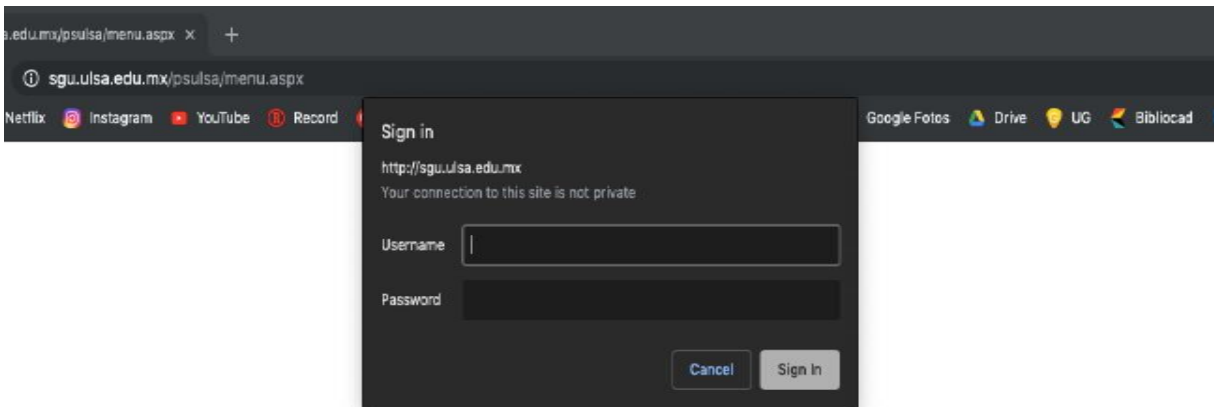 a.edu.mx/psulsa/menu.aspx × +
sgu.ulsa.edu.mx/psulsa/menu.aspx
Netflix Instagram YouTube Record Google Fotos Drive UG Bibliocad
Sign in
http://sgu.ulsa.edu.mx
Your connection to this site is not private
Username
Password
Cancel Sign In